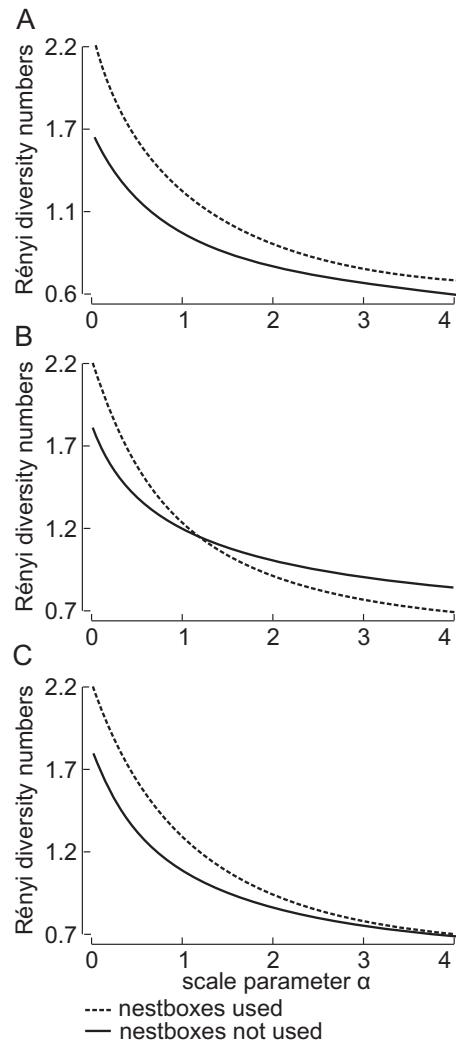 A
Rényi diversity numbers
2.2
1.7
1.1
0.6
0 1 2 3 4
B
Rényi diversity numbers
2.2
1.7
1.2
0.7
0 1 2 3 4
C
Rényi diversity numbers
2.2
1.7
1.2
0.7
0 1 2 3 4
scale parameter α
nestboxes used
nestboxes not used